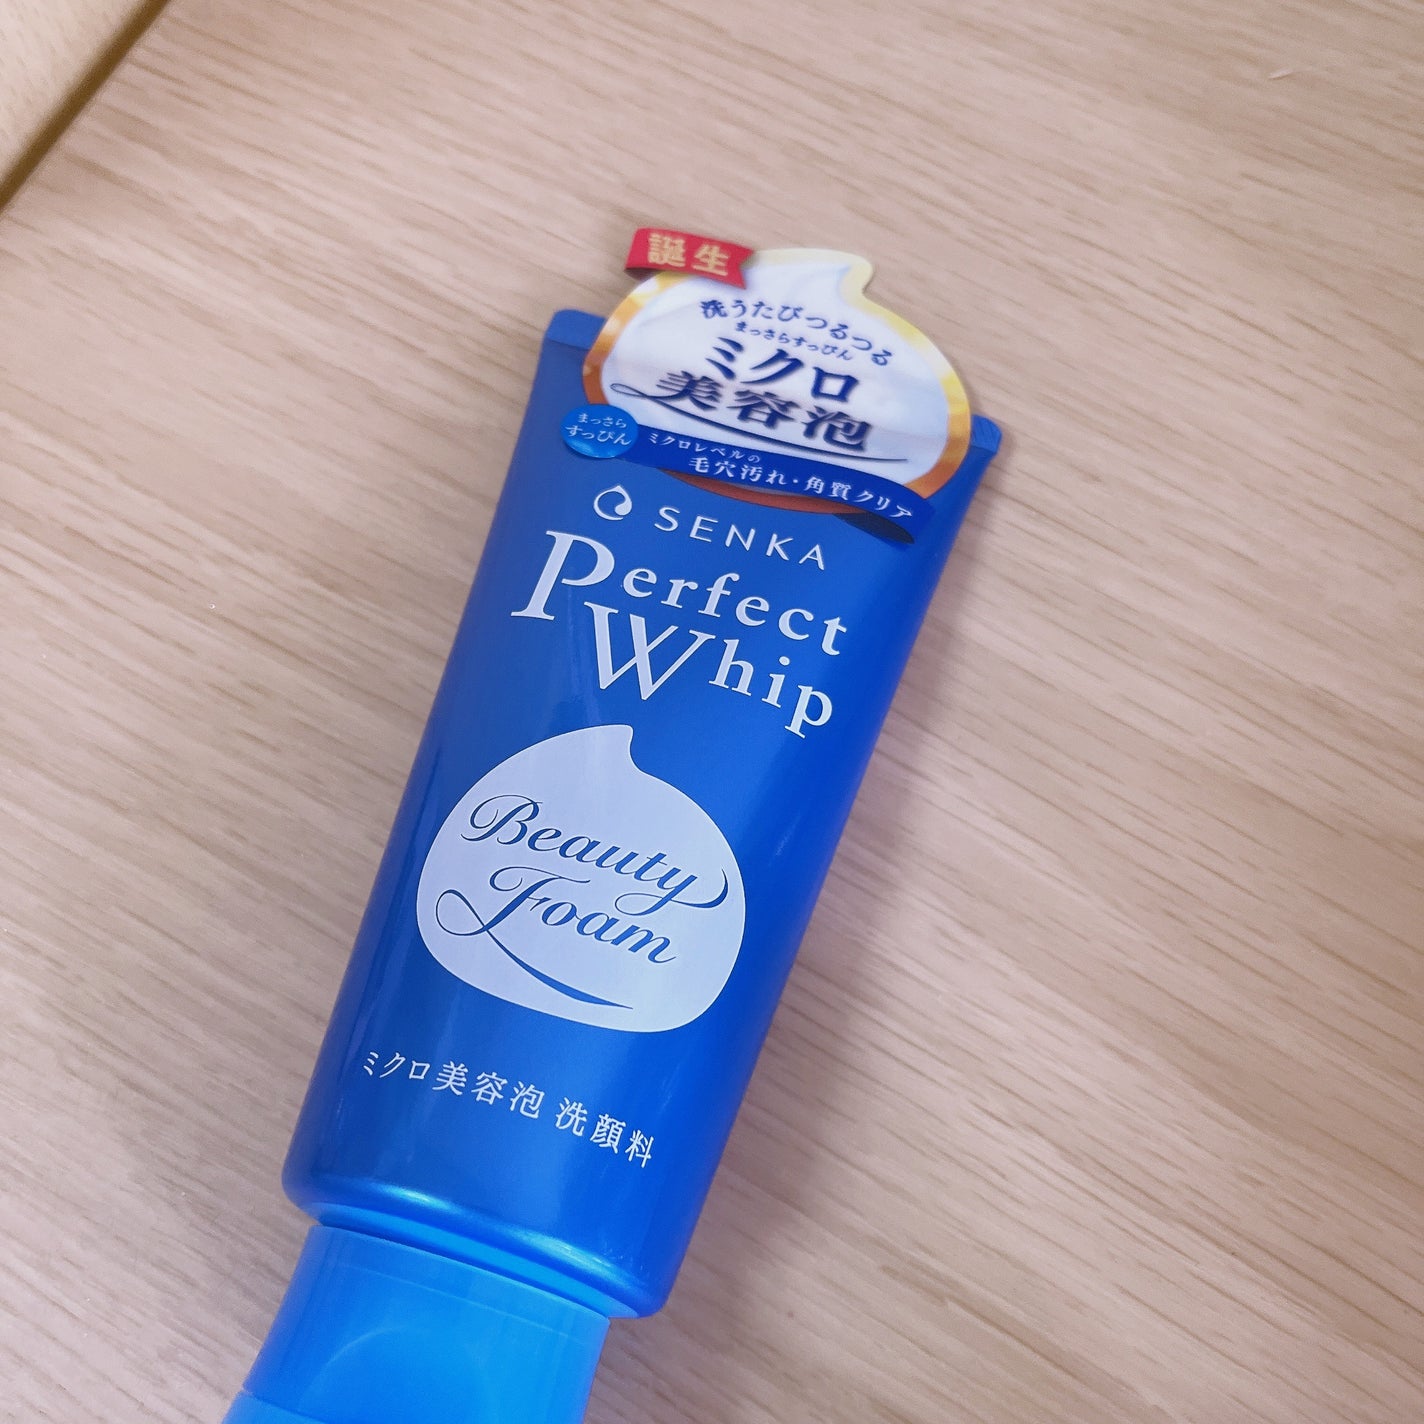 誕生
洗うたびつるつる
まっさらすっぴん
ミクロ
美容泡
まっさら
すっぴん
ミクロレベルの
毛穴汚れ・角質クリア
SENKA
Perfect
Whip
Beauty
Foam
ミクロ美容泡 洗顔料